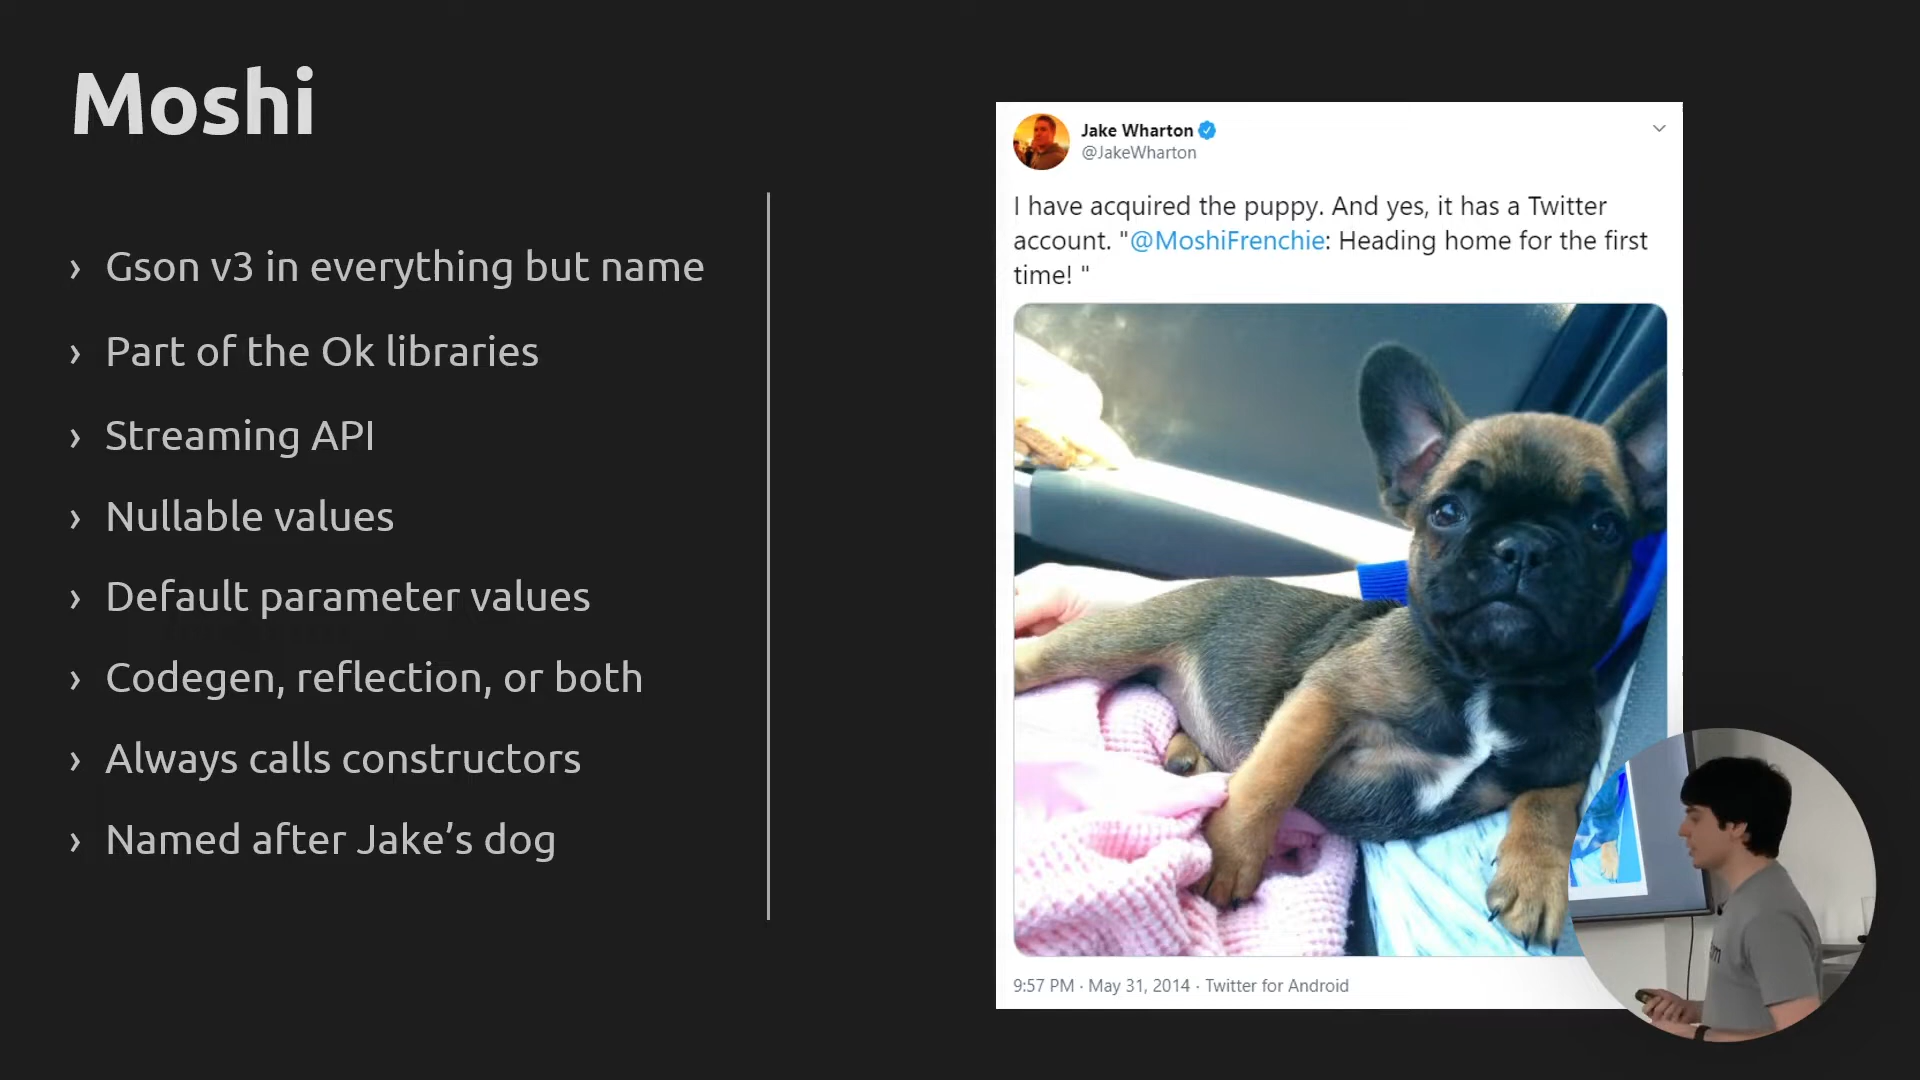 Moshi
› Gson v3 in everything but name
› Part of the Ok libraries
› Streaming API
› Nullable values
› Default parameter values
› Codegen, reflection, or both
› Always calls constructors
› Named after Jake’s dog
Jake Wharton
@JakeWharton
I have acquired the puppy. And yes, it has a Twitter
account. "@MoshiFrenchie: Heading home for the first
time! "
9:57 PM · May 31, 2014 · Twitter for Android